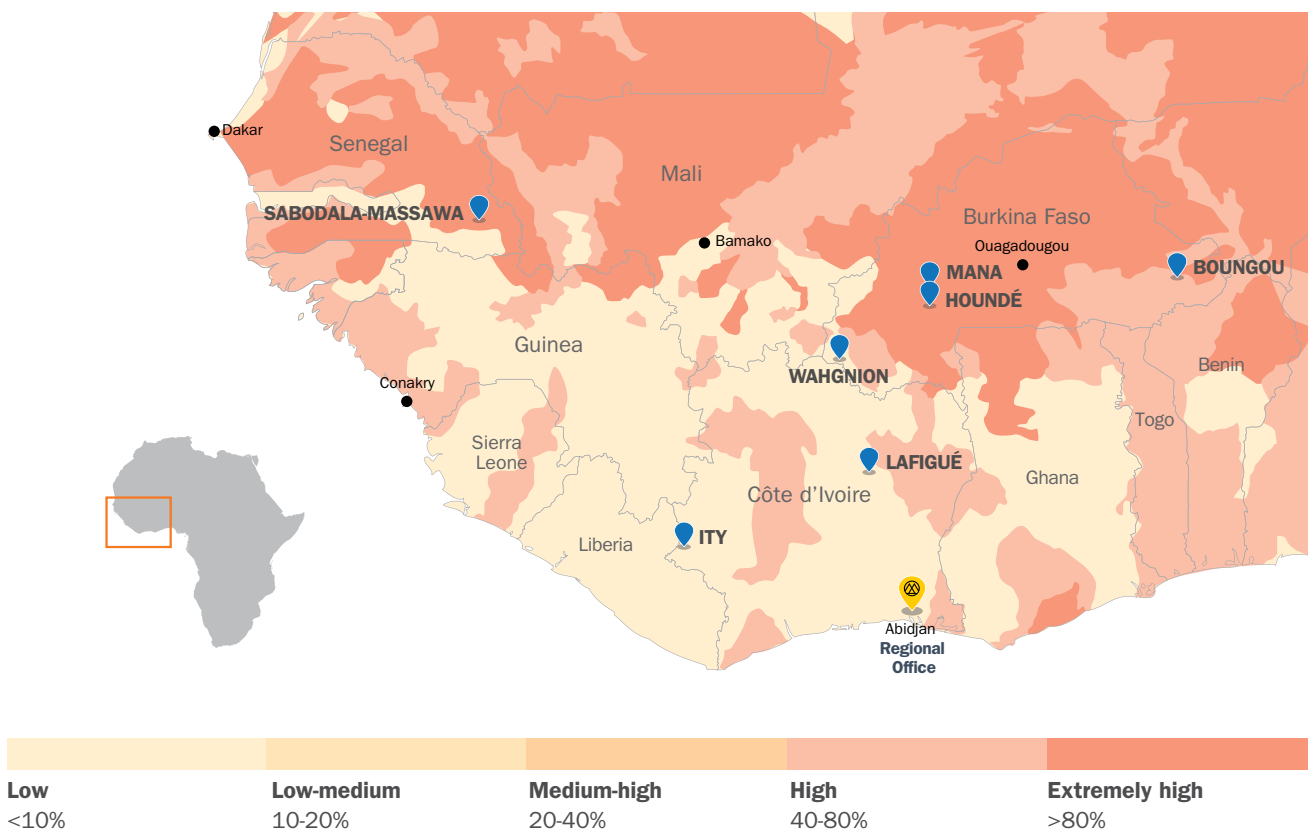 Dakar
Senegal
Mali
SABODALA-MASSAWA
Burkina Faso
Bamako
Ouagadougou
MANA
BOUNGOU
HOUNDÉ
Guinea
WAHGNION
Benin
Conakry
Togo
Sierra
Leone
LAFIGUÉ
Ghana
Côte d’Ivoire
ITY
Liberia
Abidjan
Regional
Office
Low
<10%
Low-medium
10-20%
Medium-high
20-40%
High
40-80%
Extremely high
>80%